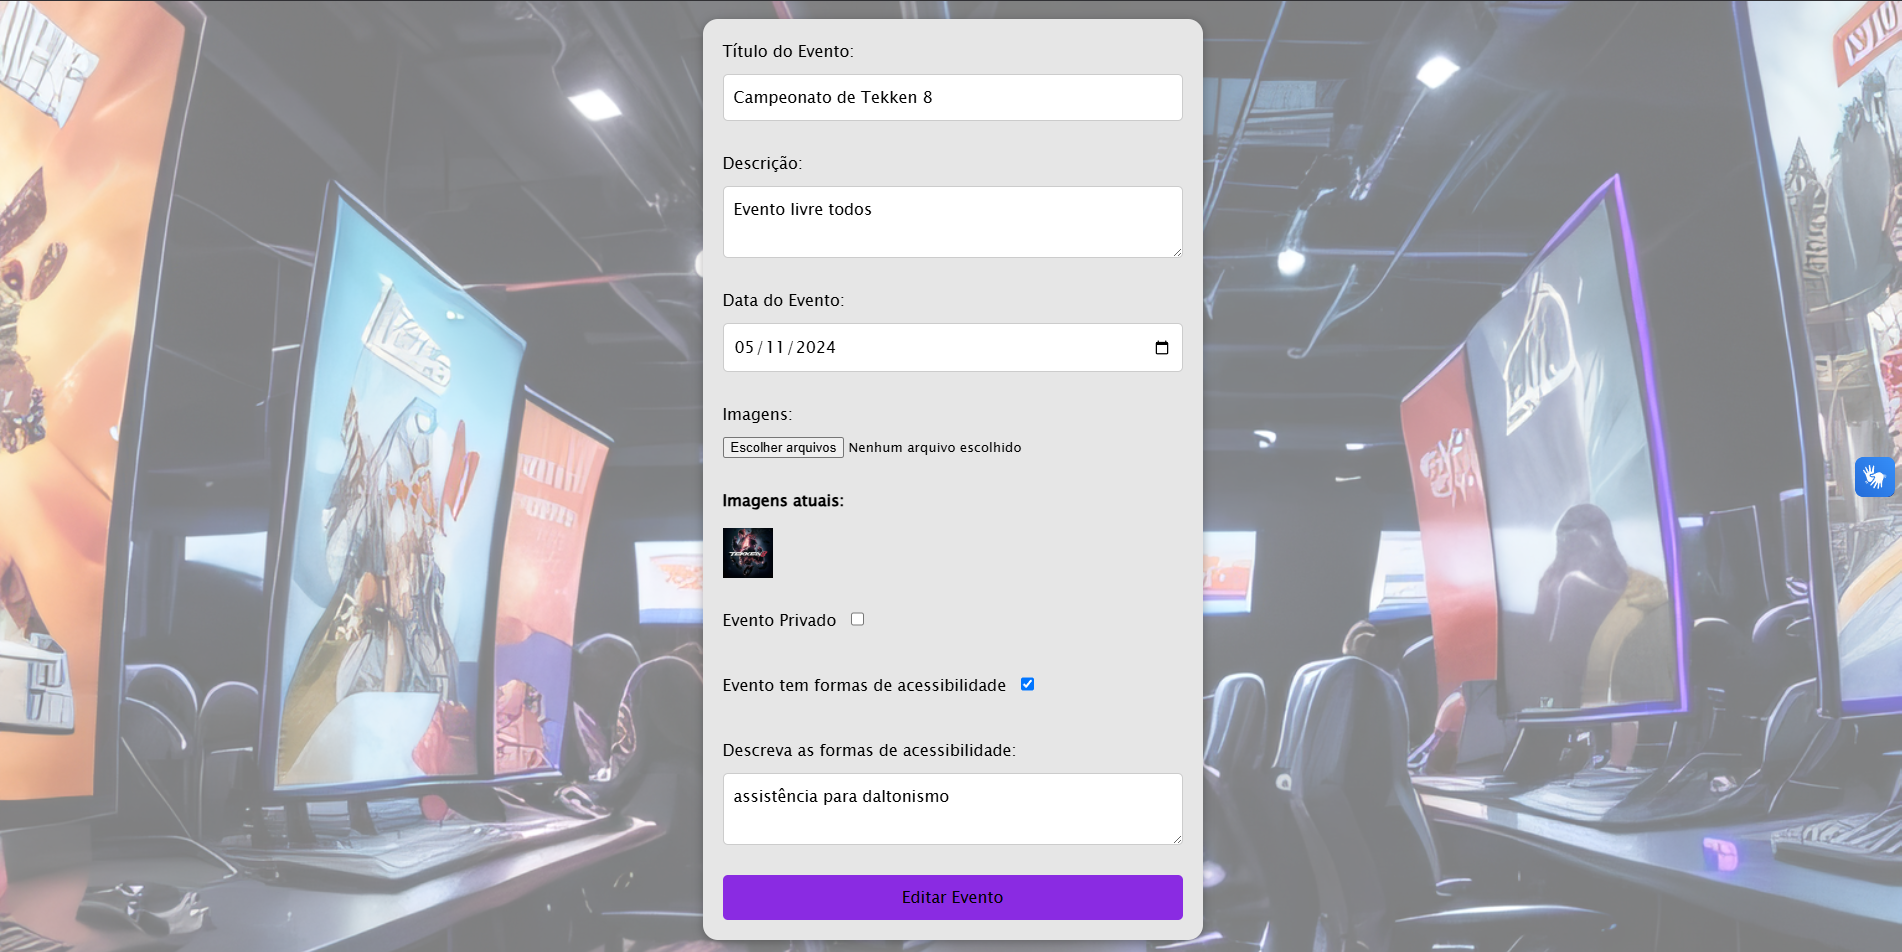 Título do Evento:
Campeonato de Tekken 8
Descrição:
Evento livre todos
Data do Evento:
05/11/2024
Imagens:
Escolher arquivos Nenhum arquivo escolhido
Imagens atuais:
TEKKEN 8
Evento Privado
Evento tem formas de acessibilidade
Descreva as formas de acessibilidade:
assistência para daltonismo
Editar Evento